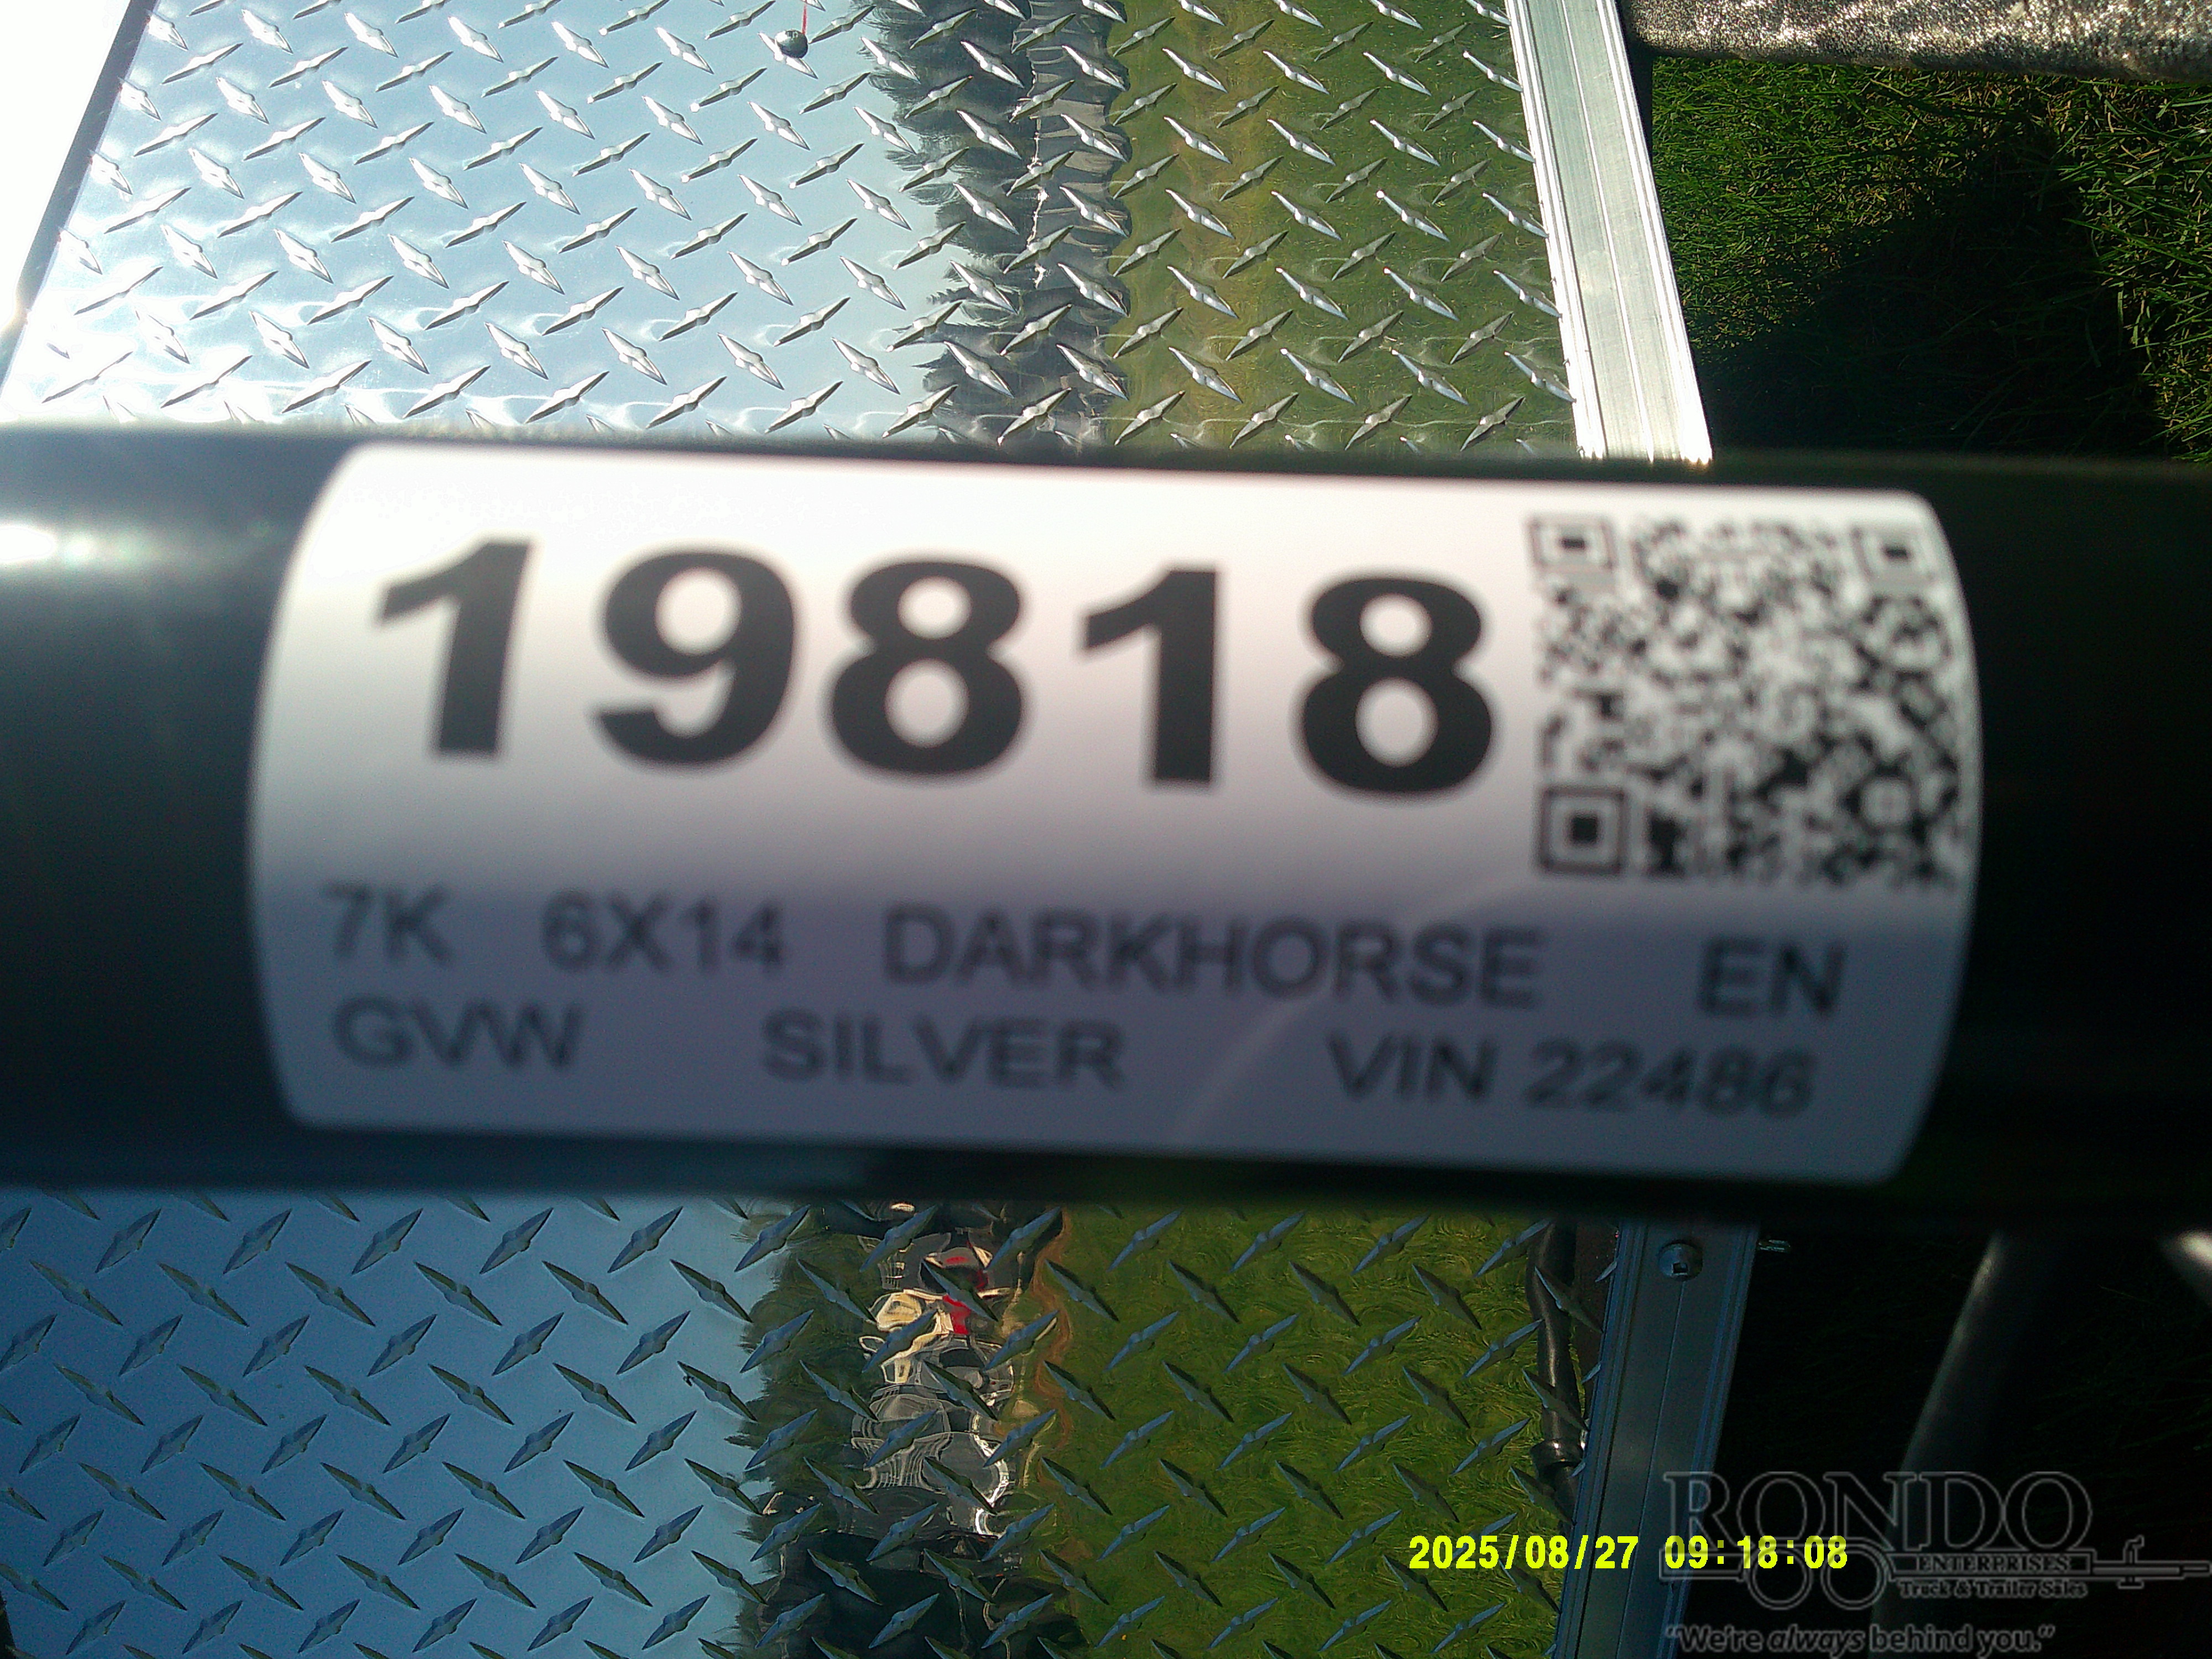 19818
7K 6X14 DARKHORSE EN
GVW SILVER VIN 22486
2025/08/27 09:18:08
RONDO
ENTERPRISES
Truck & Trailer Sales
"We're always behind you."